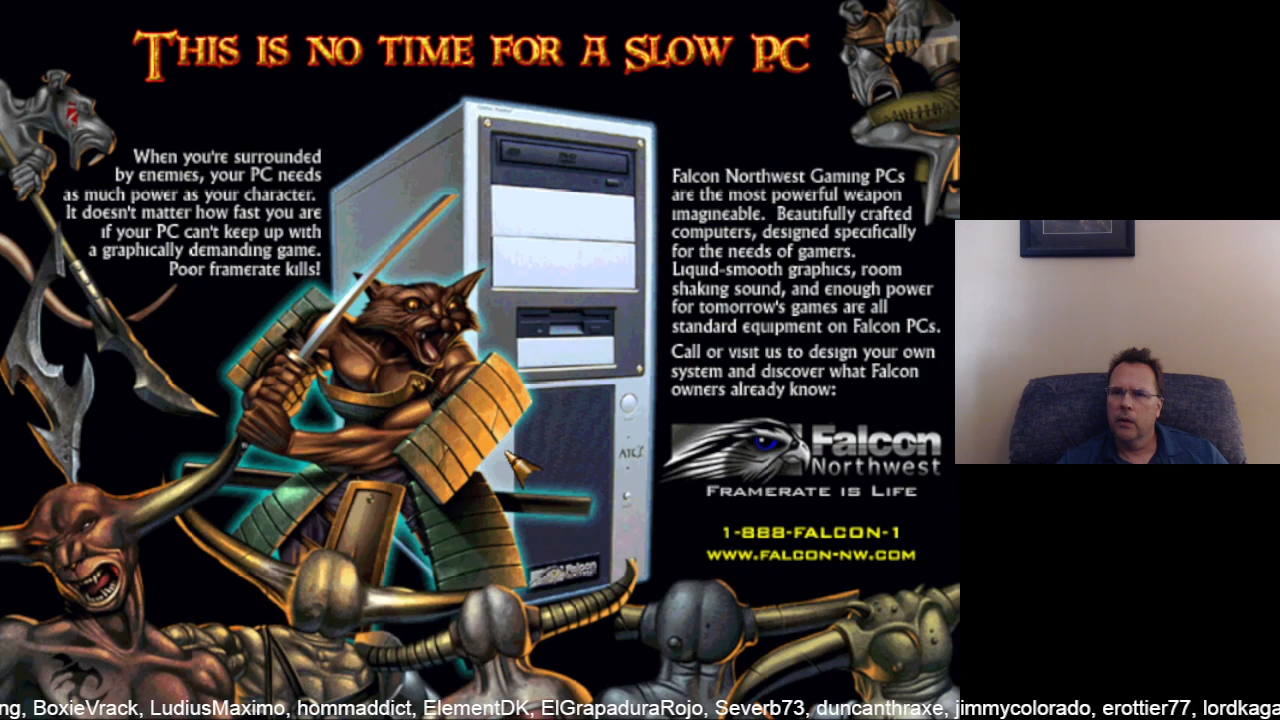 THIS IS NO TIME FOR A SLOW PC
When you're surrounded
by enemies, your PC needs
as much power as your character.
It doesn't matter how fast you are
if your PC can't keep up with
a graphically demanding game.
Poor framerate kills!
Falcon Northwest Gaming PCs
are the most powerful weapon
imagineable. Beautifully crafted
computers, designed specifically
for the needs of gamers.
Liquid-smooth graphics, room
shaking sound, and enough power
for tomorrow's games are all
standard equipment on Falcon PCs.
Call or visit us to design your own
system and discover what Falcon
owners already know:
Falcon
Northwest
FRAMERATE IS LIFE
1-888-FALCON-1
WWW.FALCON-NW.COM
Falcon
ng, BoxieVrack, LudiusMaximo, hommaddict, ElementDK, ElGrapaduraRojo, Severb73, duncanthraxe, jimmycolorado, erottier77, lordkaga